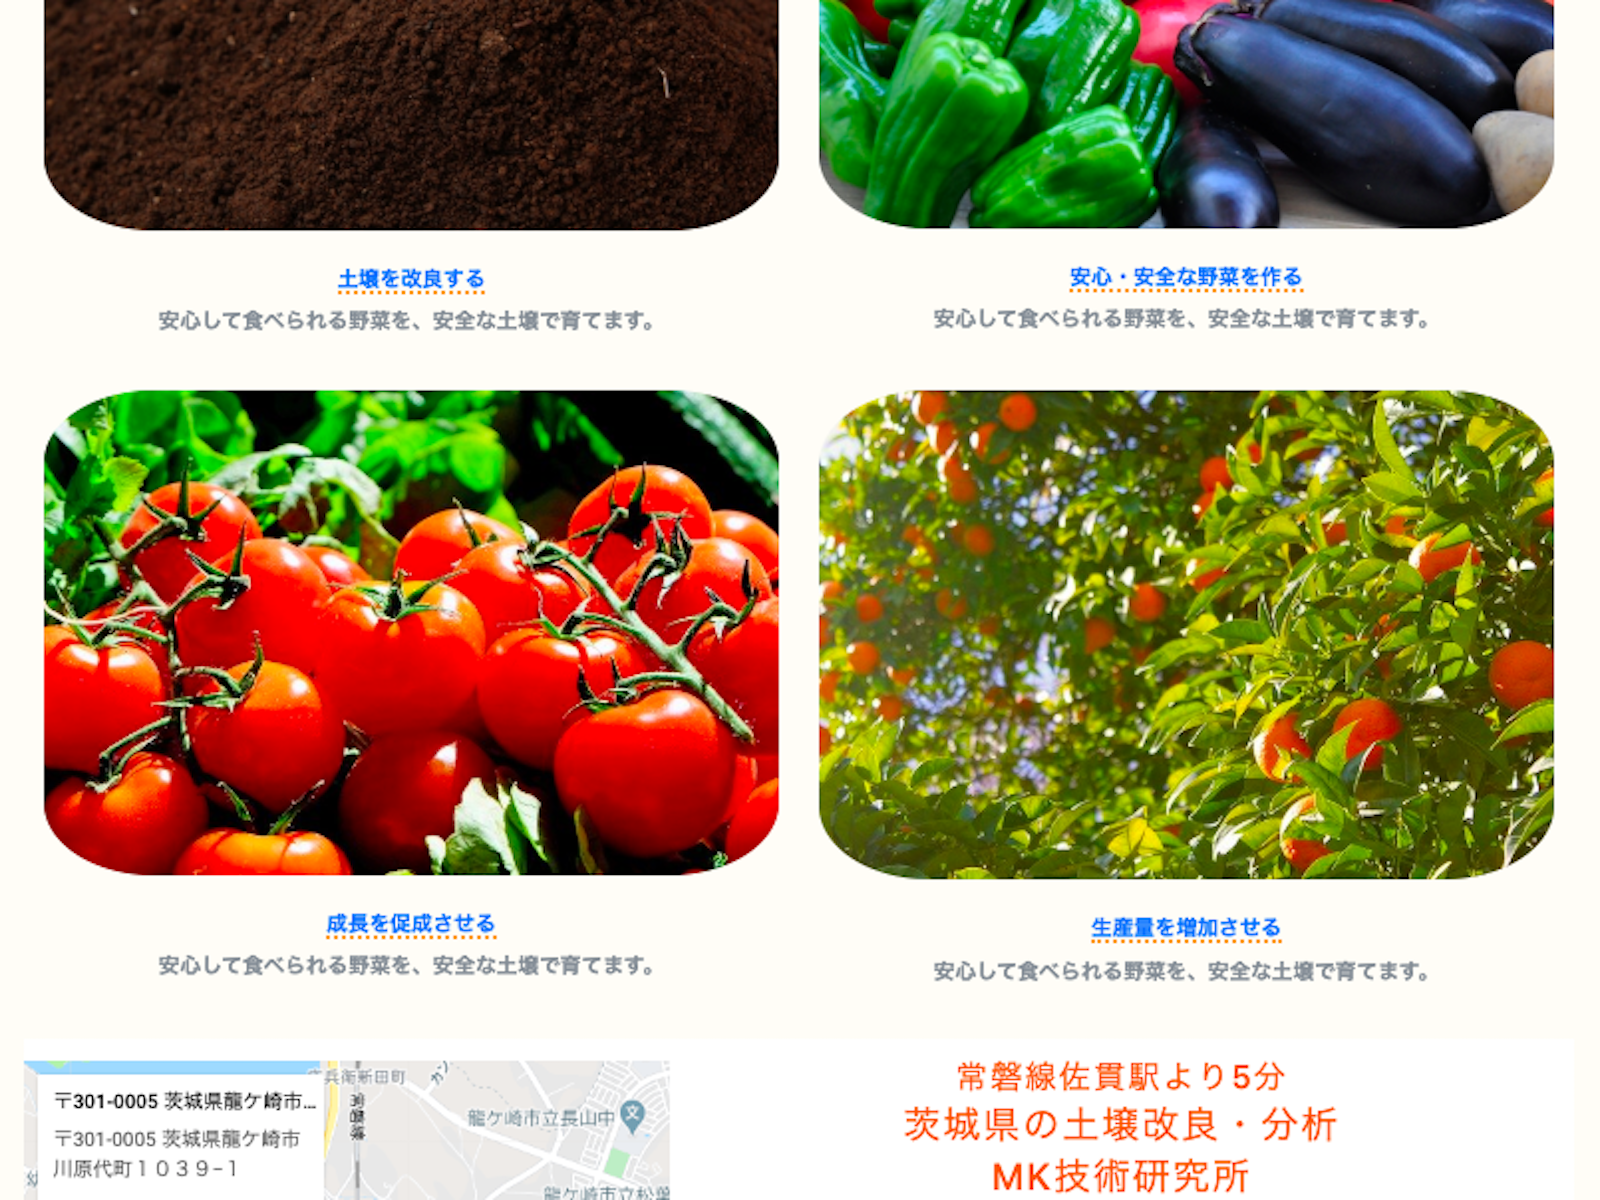 土壌を改良する
安心して食べられる野菜を、安全な土壌で育てます。
安心・安全な野菜を作る
安心して食べられる野菜を、安全な土壌で育てます。
成長を促成させる
安心して食べられる野菜を、安全な土壌で育てます。
生産量を増加させる
安心して食べられる野菜を、安全な土壌で育てます。
兵衛新田町
〒301-0005 茨城県龍ケ崎市...
〒301-0005 茨城県龍ケ崎市
川原代町１０３９−１
龍ケ崎市立長山中
龍ケ崎市立松葉
常磐線佐貫駅より5分
茨城県の土壌改良・分析
MK技術研究所